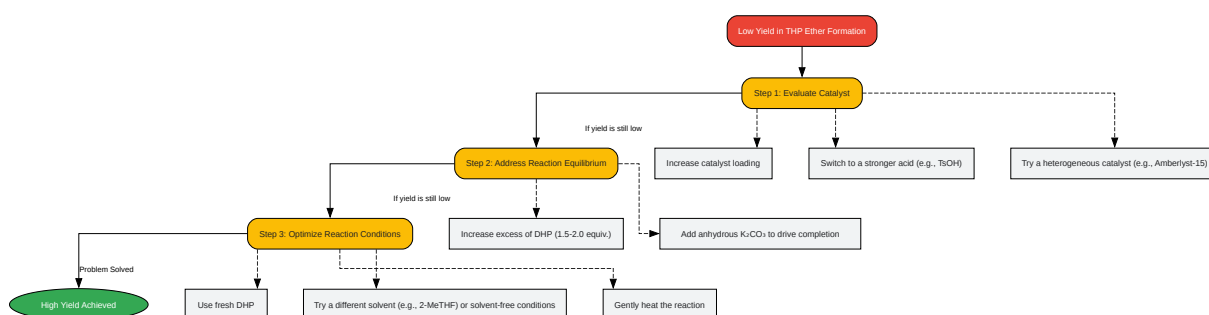 Low Yield in THP Ether Formation
Step 1: Evaluate Catalyst
If yield is still low
Step 2: Address Reaction Equilibrium
Increase catalyst loading
Switch to a stronger acid (e.g., TsOH)
Try a heterogeneous catalyst (e.g., Amberlyst-15)
If yield is still low
Step 3: Optimize Reaction Conditions
Increase excess of DHP (1.5-2.0 equiv.)
Add anhydrous K₂CO₃ to drive completion
Problem Solved
High Yield Achieved
Use fresh DHP
Try a different solvent (e.g., 2-MeTHF) or solvent-free conditions
Gently heat the reaction